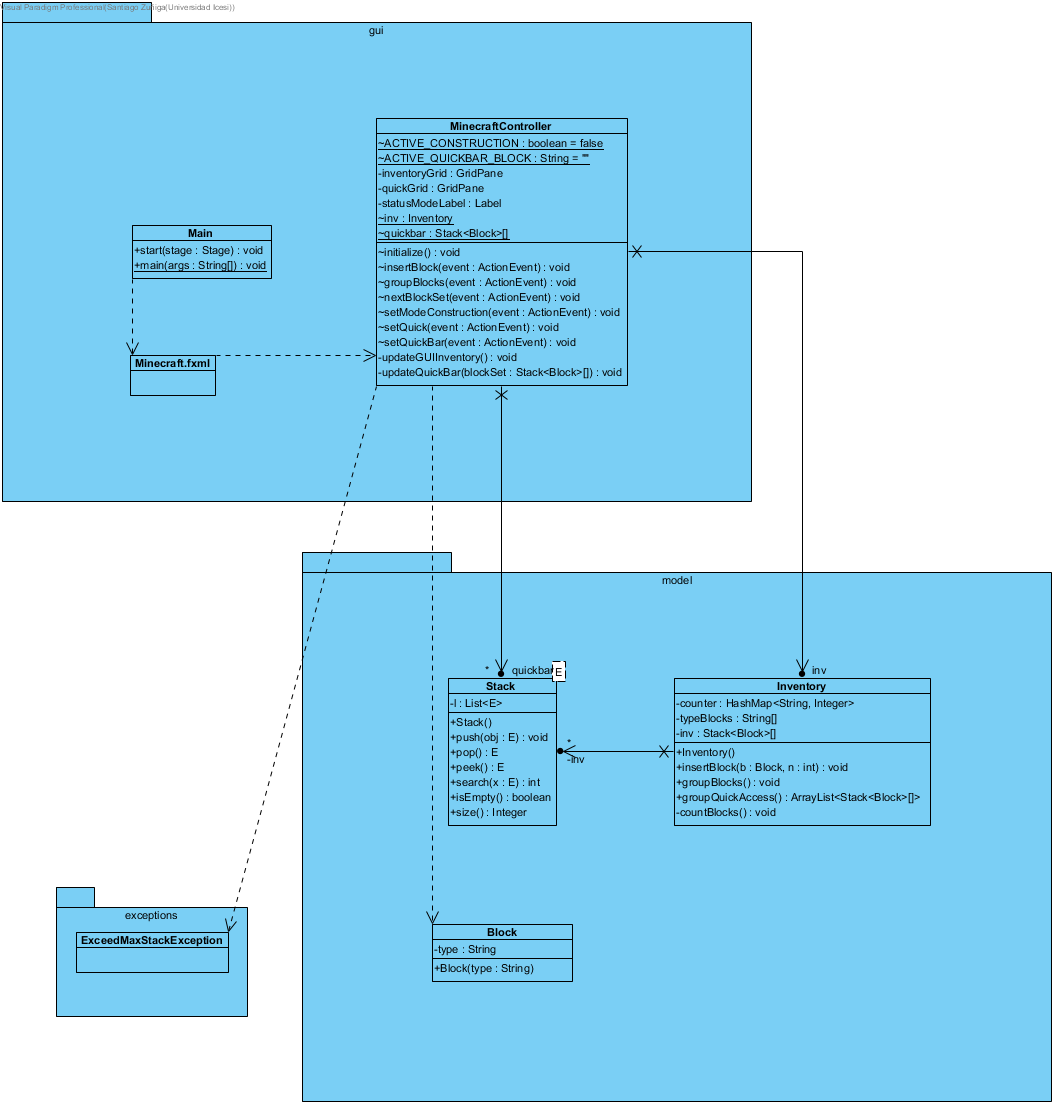 Visual Paradigm Professional(Santiago Zuñiga(Universidad Icesi))
gui
MinecraftController
~ACTIVE_CONSTRUCTION : boolean = false
~ACTIVE_QUICKBAR_BLOCK : String = ""
-inventoryGrid : GridPane
-quickGrid : GridPane
-statusModeLabel : Label
~inv : Inventory
~quickbar : Stack<Block>[]
~initialize() : void
~insertBlock(event : ActionEvent) : void
~groupBlocks(event : ActionEvent) : void
~nextBlockSet(event : ActionEvent) : void
~setModeConstruction(event : ActionEvent) : void
~setQuick(event : ActionEvent) : void
~setQuickBar(event : ActionEvent) : void
-updateGUIInventory() : void
-updateQuickBar(blockSet : Stack<Block>[]) : void
Main
+start(stage : Stage) : void
+main(args : String[]) : void
Minecraft.fxml
model
* quickbar
E
Stack
-l : List<E>
+Stack()
+push(obj : E) : void
+pop() : E
+peek() : E
+search(x : E) : int
+isEmpty() : boolean
+size() : Integer
*
-inv
inv
Inventory
-counter : HashMap<String, Integer>
-typeBlocks : String[]
-inv : Stack<Block>[]
+Inventory()
+insertBlock(b : Block, n : int) : void
+groupBlocks() : void
+groupQuickAccess() : ArrayList<Stack<Block>[]>
-countBlocks() : void
Block
-type : String
+Block(type : String)
exceptions
ExceedMaxStackException